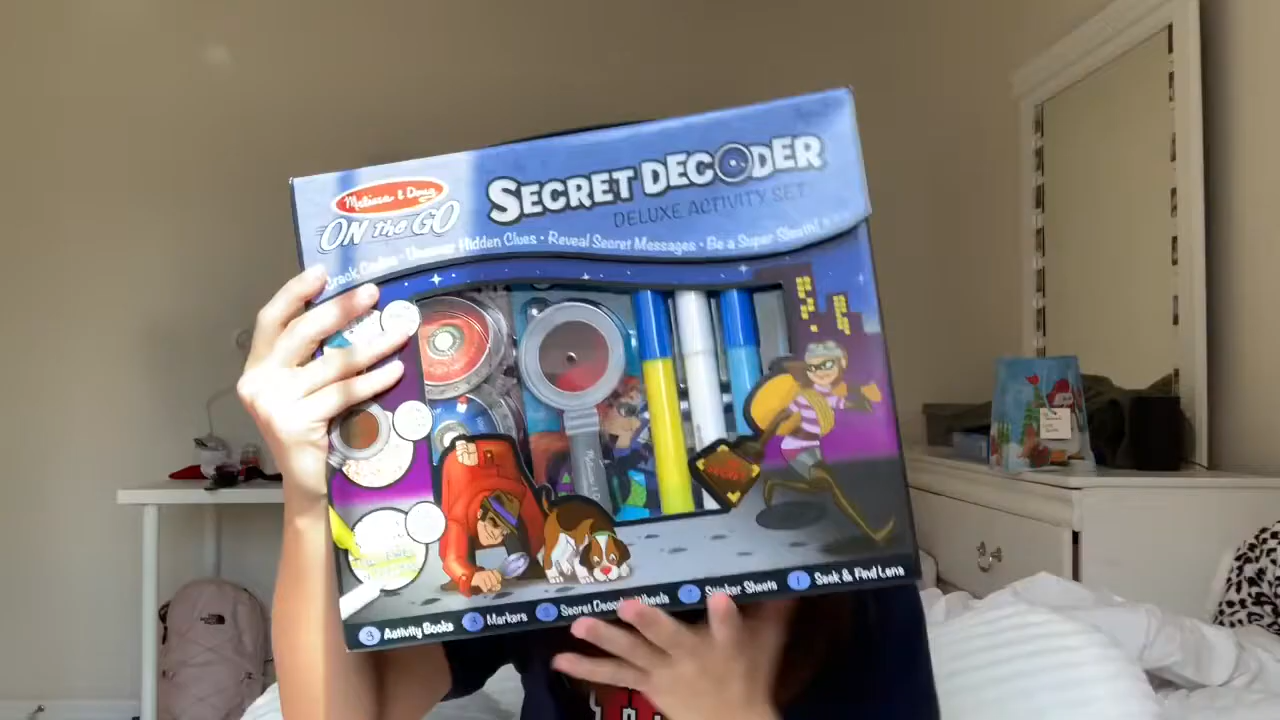 Melissa & Doug
ON the GO
SECRET DECODER
DELUXE ACTIVITY SET
Crack Codes • Uncover Hidden Clues • Reveal Secret Messages • Be a Super Sleuth!
3 Activity Books 3 Markers Secret Decoder Wheels 2 Sticker Sheets 1 Seek & Find Lens